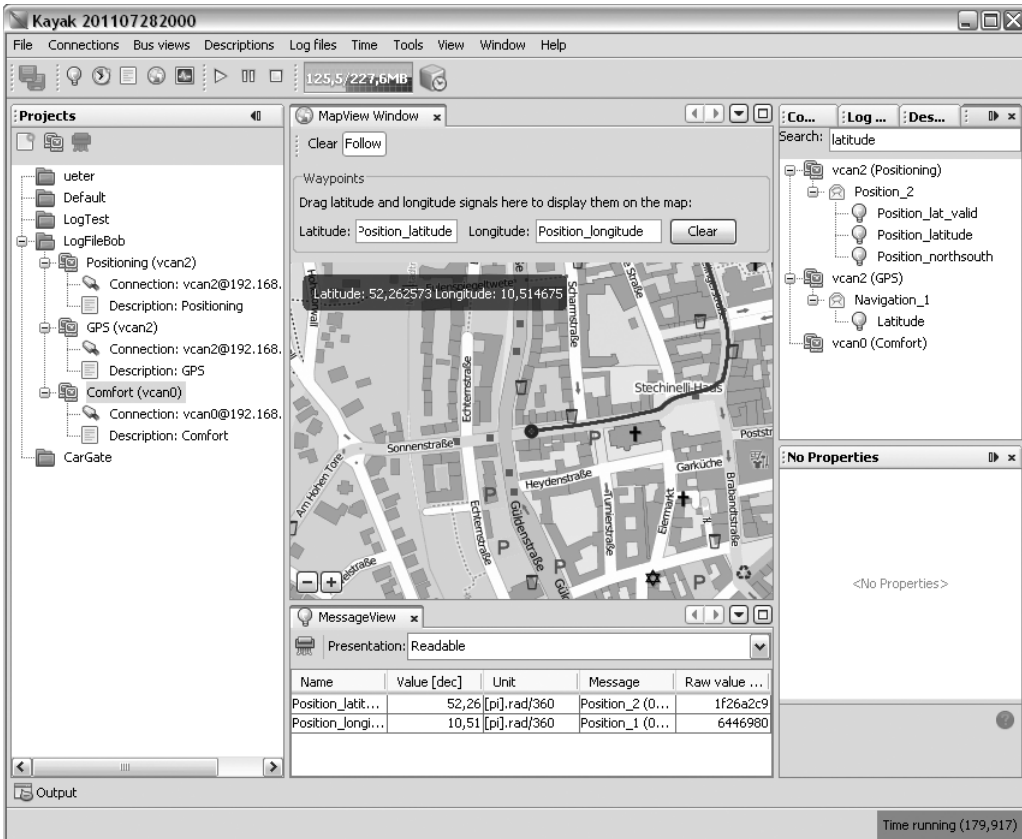 Kayak 201107282000
File Connections Bus views Descriptions Log files Time Tools View Window Help
125,5/227,6MB
Projects
ueter
Default
LogTest
LogFileBob
Positioning (vcan2)
Connection: vcan2@192.168.
Description: Positioning
GPS (vcan2)
Connection: vcan2@192.168.
Description: GPS
Comfort (vcan0)
Connection: vcan0@192.168.
Description: Comfort
CarGate
MapView Window
Clear Follow
Waypoints
Drag latitude and longitude signals here to display them on the map:
Latitude: Position_latitude Longitude: Position_longitude Clear
Latitude: 52,262573 Longitude: 10,514675
Eulenspiegeltwete
Scharrnstraße
Echternstraße
Stechinelli-Haus
Sonnenstraße
Poststr
Am Hohen Tore
Garküche
Heydenstraße
Turnierstraße
Eiermarkt
Brabandtstraße
Echternstraße
Güldenstraße
P
P
P
P
P
MessageView
Presentation: Readable
Name Value [dec] Unit Message Raw value ...
Position_latit... 52,26 [pi].rad/360 Position_2 (0... 1f26a2c9
Position_longi... 10,51 [pi].rad/360 Position_1 (0... 6446980
Co... Log ... Des...
Search: latitude
vcan2 (Positioning)
Position_2
Position_lat_valid
Position_latitude
Position_northsouth
vcan2 (GPS)
Navigation_1
Latitude
vcan0 (Comfort)
No Properties
<No Properties>
Output
Time running (179,917)